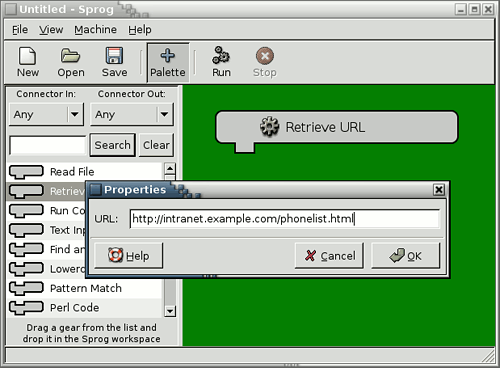 Untitled - Sprog
File View Machine Help
New Open Save Palette Run Stop
Connector In: Connector Out:
Any Any
Search Clear
Retrieve URL
Read File
Retrieve
Properties
URL: http://intranet.example.com/phonelist.html
Help Cancel OK
Run Co
Text Inp
Find an
Lowerc
Pattern Match
Perl Code
Drag a gear from the list and
drop it in the Sprog workspace